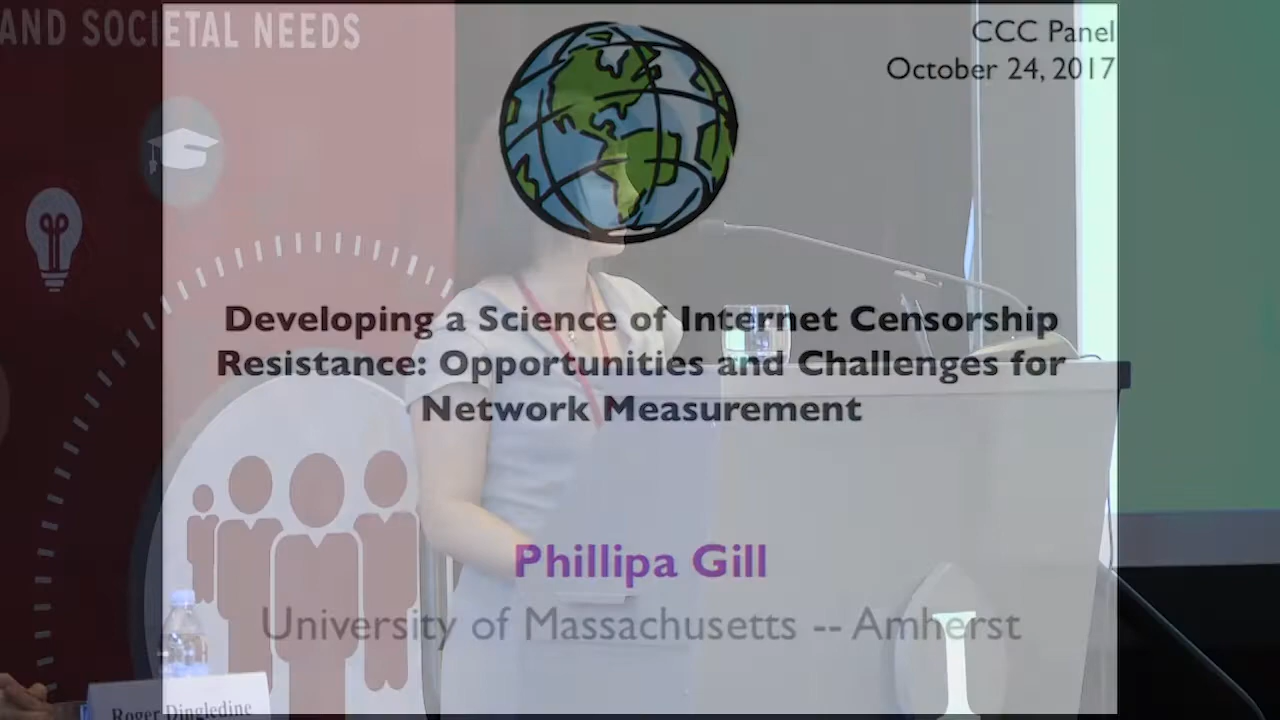 AND SOCIETAL NEEDS
CCC Panel
October 24, 2017
Developing a Science of Internet Censorship
Resistance: Opportunities and Challenges for
Network Measurement
Phillipa Gill
University of Massachusetts -- Amherst
Roger Dingledine
I